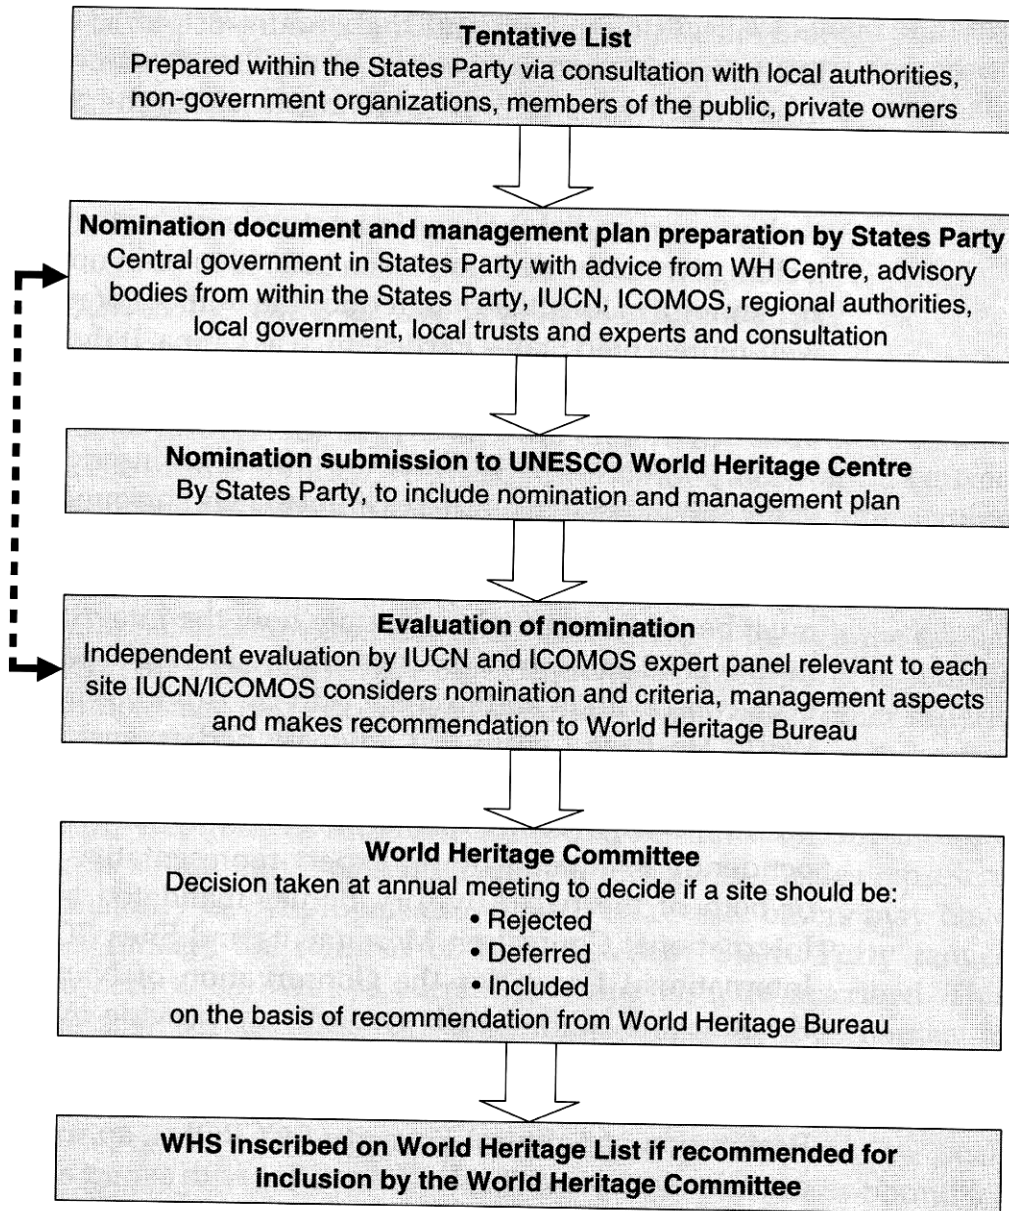 Tentative List
Prepared within the States Party via consultation with local authorities,
non-government organizations, members of the public, private owners
Nomination document and management plan preparation by States Party
Central government in States Party with advice from WH Centre, advisory
bodies from within the States Party, IUCN, ICOMOS, regional authorities,
local government, local trusts and experts and consultation
Nomination submission to UNESCO World Heritage Centre
By States Party, to include nomination and management plan
Evaluation of nomination
Independent evaluation by IUCN and ICOMOS expert panel relevant to each
site IUCN/ICOMOS considers nomination and criteria, management aspects
and makes recommendation to World Heritage Bureau
World Heritage Committee
Decision taken at annual meeting to decide if a site should be:
• Rejected
• Deferred
• Included
on the basis of recommendation from World Heritage Bureau
WHS inscribed on World Heritage List if recommended for
inclusion by the World Heritage Committee